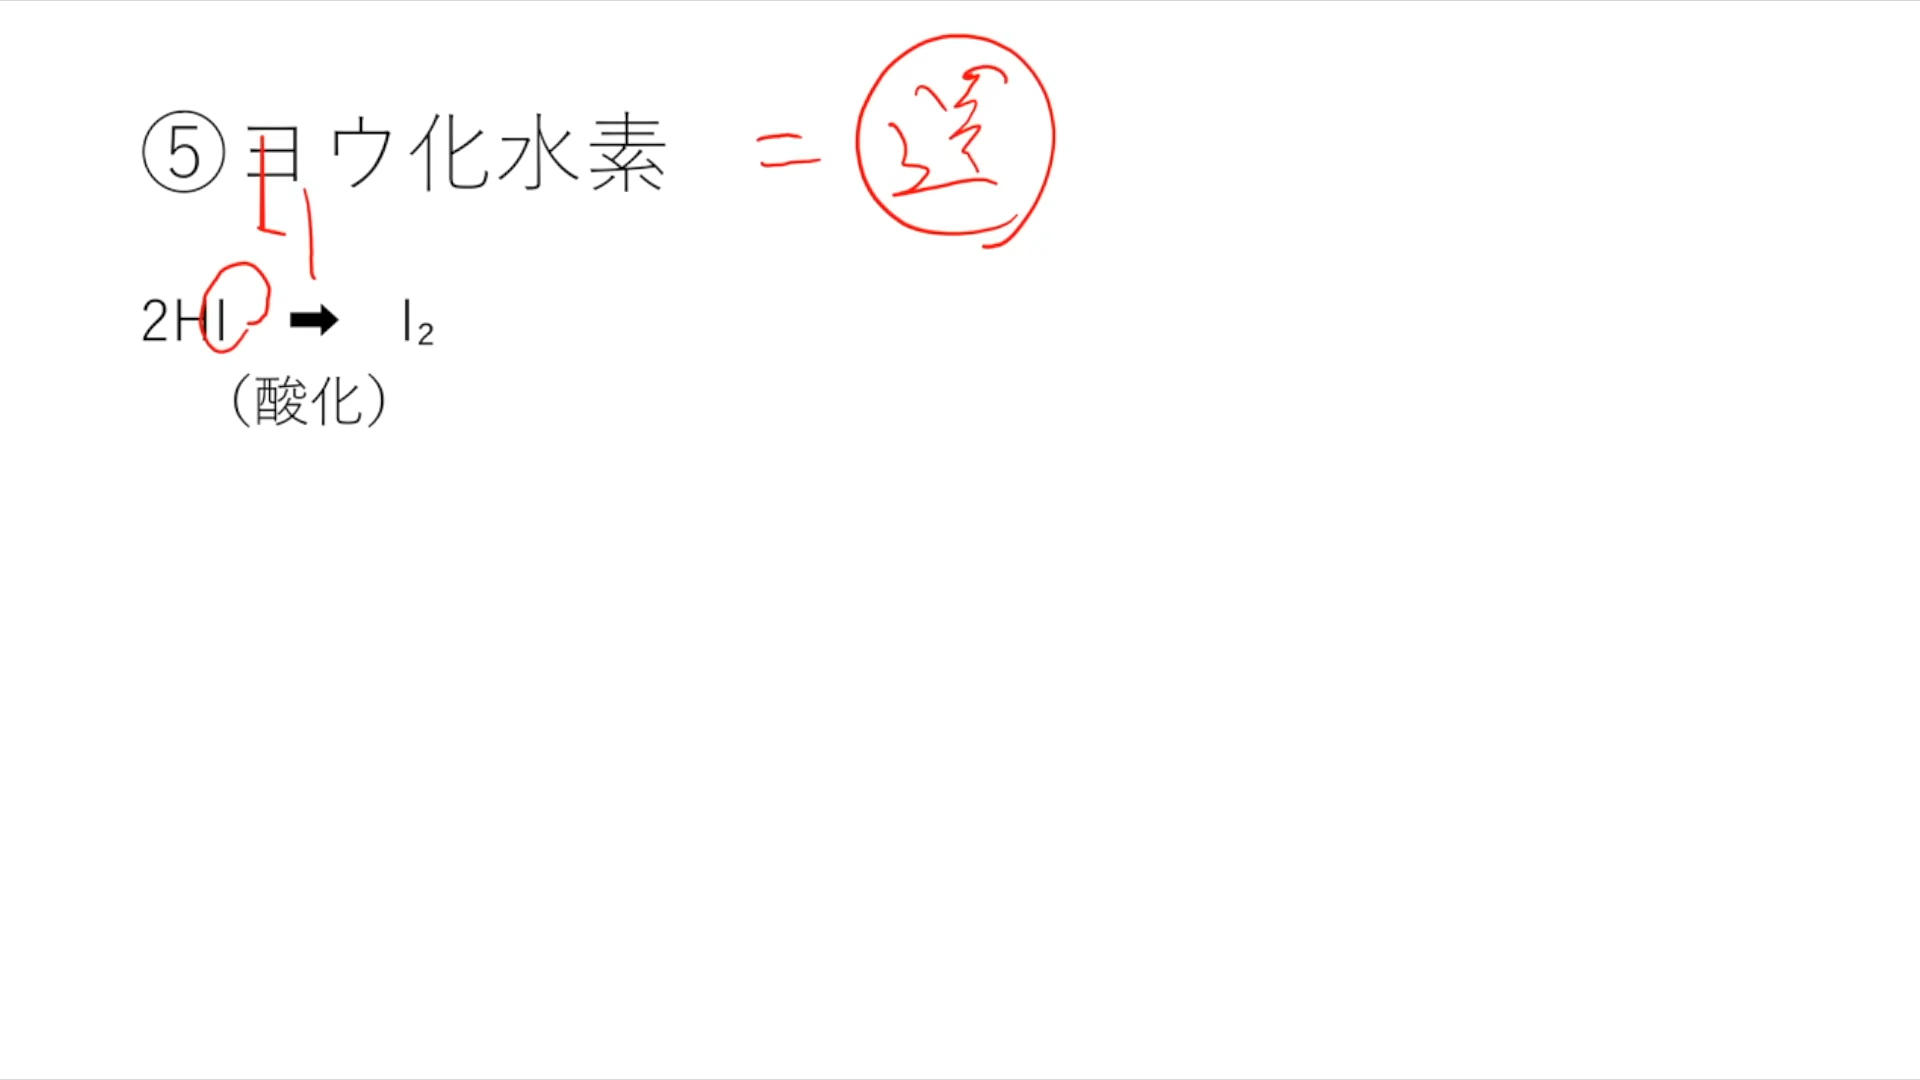 ⑤ヨウ化水素 = 還
2HI ➡ I₂
（酸化）